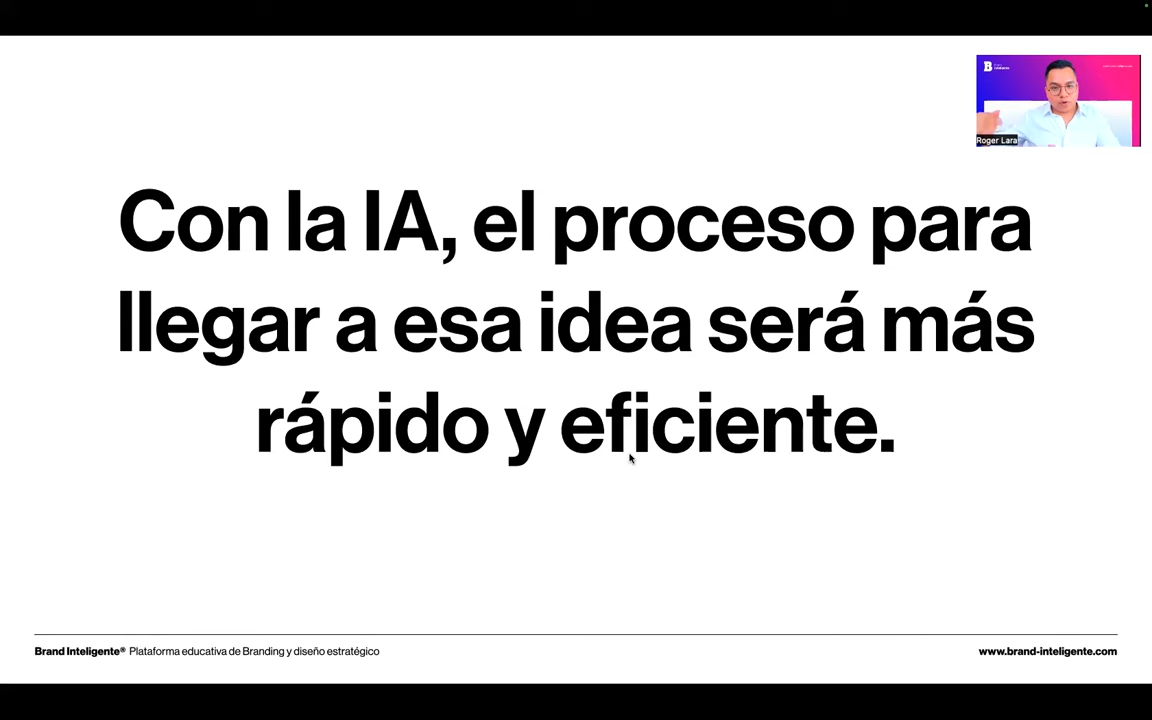 Roger Lara
Con la IA, el proceso para
llegar a esa idea será más
rápido y eficiente.
Brand Inteligente® Plataforma educativa de Branding y diseño estratégico
www.brand-inteligente.com